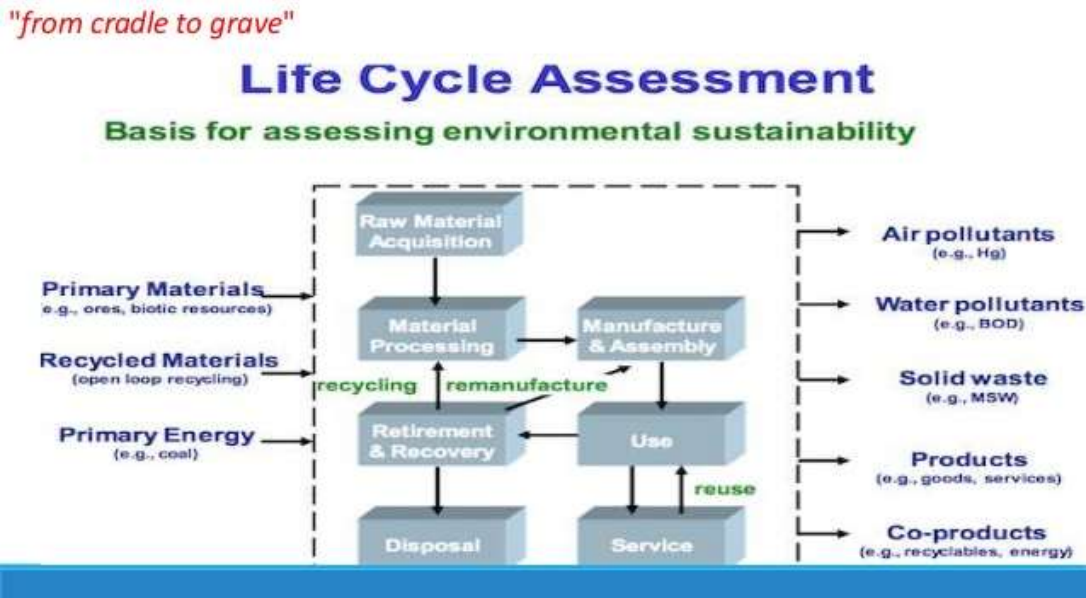 "from cradle to grave"
Life Cycle Assessment
Basis for assessing environmental sustainability
Raw Material
Acquisition
Primary Materials
e.g., ores, biotic resources)
Recycled Materials
(open loop recycling)
Primary Energy
(e.g., coal)
Material
Processing
Manufacture
& Assembly
recycling
remanufacture
Retirement
& Recovery
Use
reuse
Disposal
Service
Air pollutants
(e.g., Hg)
Water pollutants
(e.g., BOD)
Solid waste
(e.g., MSW)
Products
(e.g., goods, services)
Co-products
(e.g., recyclables, energy)